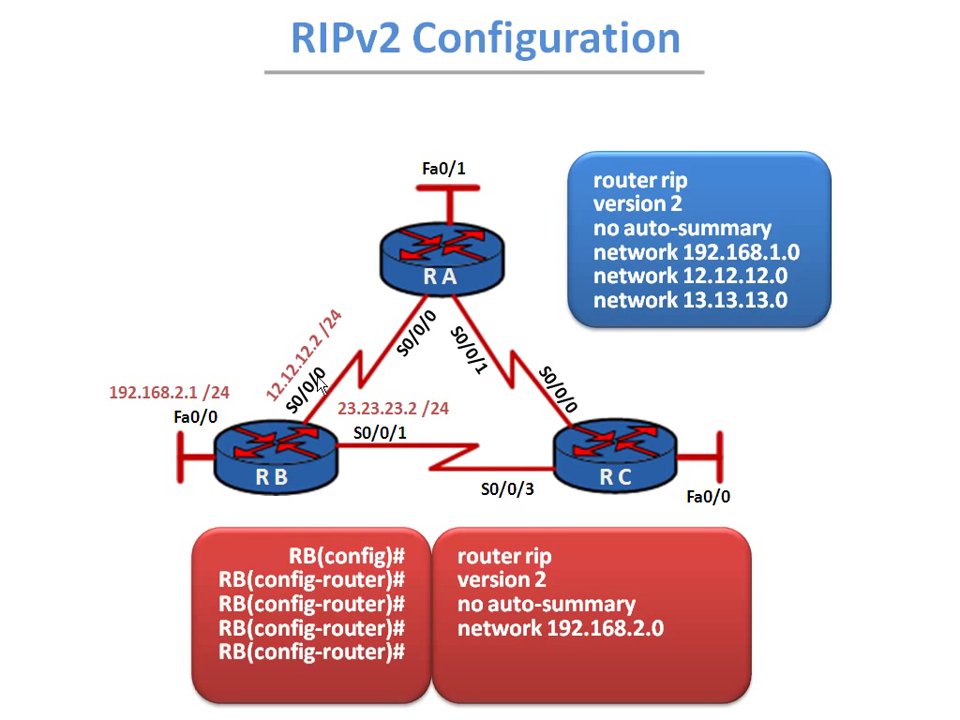 RIPv2 Configuration
Fa0/1
router rip
version 2
no auto-summary
network 192.168.1.0
network 12.12.12.0
network 13.13.13.0
R A
S0/0/0
S0/0/1
12.12.12.2 /24
S0/0/0
S0/0/0
192.168.2.1 /24
Fa0/0
23.23.23.2 /24
S0/0/1
R B
R C
S0/0/3
Fa0/0
RB(config)# router rip
RB(config-router)# version 2
RB(config-router)# no auto-summary
RB(config-router)# network 192.168.2.0
RB(config-router)#